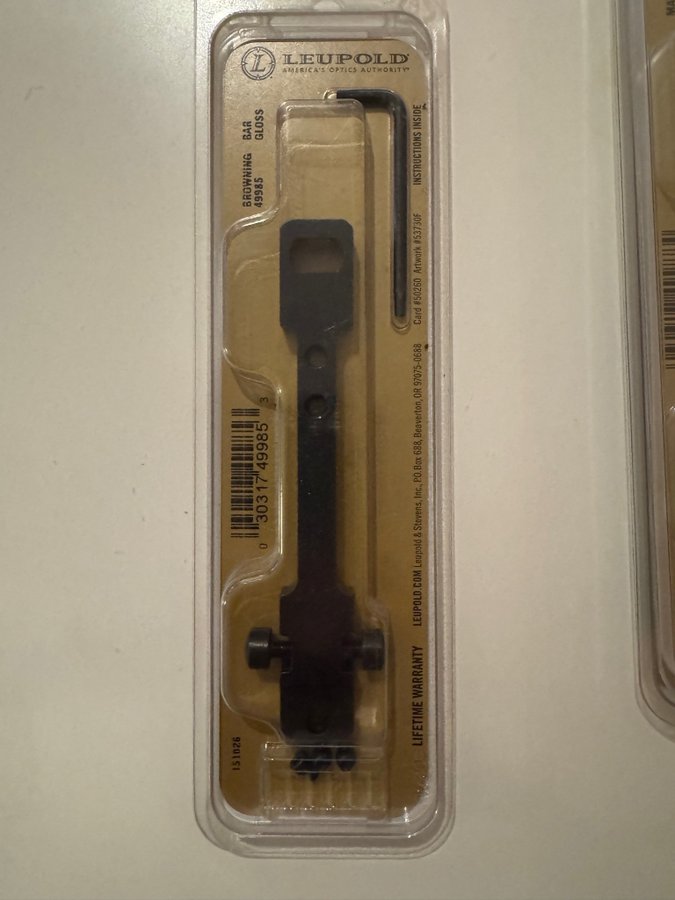 LEUPOLD®
AMERICA'S OPTICS AUTHORITY®
BROWNING BAR
49985 GLOSS
INSTRUCTIONS INSIDE
Card #50260 Artwork #53730F
LIFETIME WARRANTY LEUPOLD.COM Leupold & Stevens, Inc., P.O. Box 688, Beaverton, OR 97075-0688
0 30317 49985 3
151026